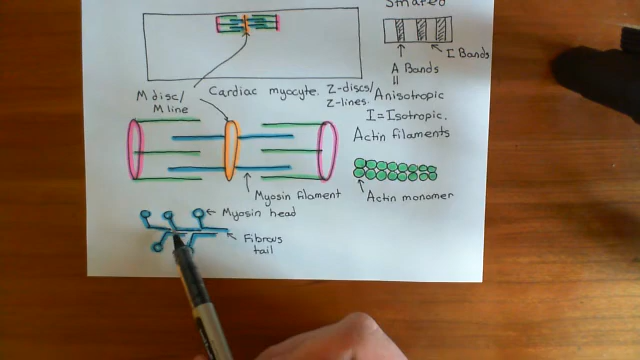 Striated
I Bands
A Bands
=
Anisotropic
I = Isotropic.
M disc/
M line
Cardiac myocyte.
Z-discs/
Z-lines.
Actin filaments
Myosin filament
Actin monomer
Myosin head
Fibrous
tail